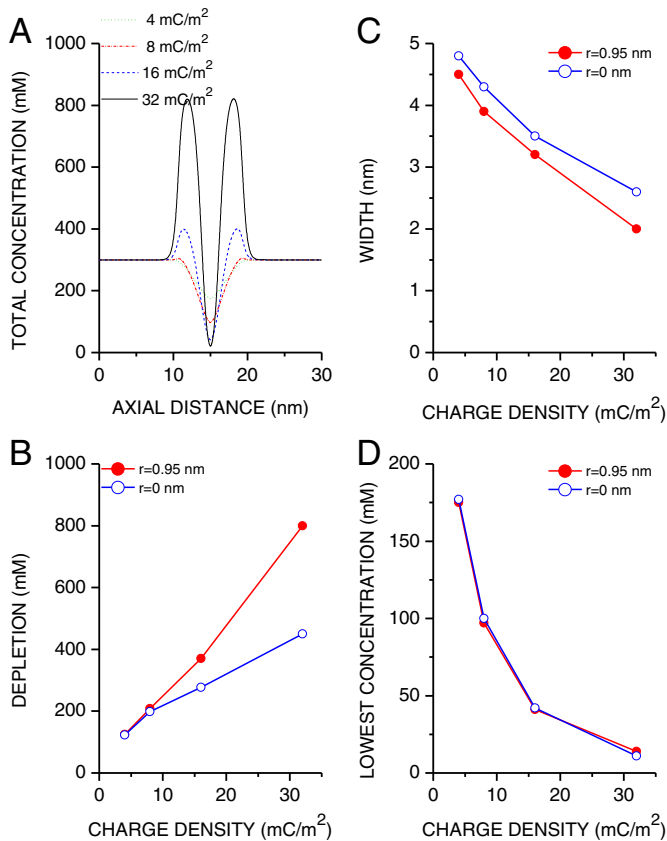 A
4 mC/m²
8 mC/m²
16 mC/m²
32 mC/m²
1000
800
600
400
200
0
TOTAL CONCENTRATION (mM)
0 10 20 30
AXIAL DISTANCE (nm)
C
r=0.95 nm
r=0 nm
5
4
3
2
1
0
WIDTH (nm)
0 10 20 30
CHARGE DENSITY (mC/m²)
B
r=0.95 nm
r=0 nm
1000
800
600
400
200
0
DEPLETION (mM)
0 10 20 30
CHARGE DENSITY (mC/m²)
D
r=0.95 nm
r=0 nm
200
150
100
50
0
LOWEST CONCENTRATION (mM)
0 10 20 30
CHARGE DENSITY (mC/m²)